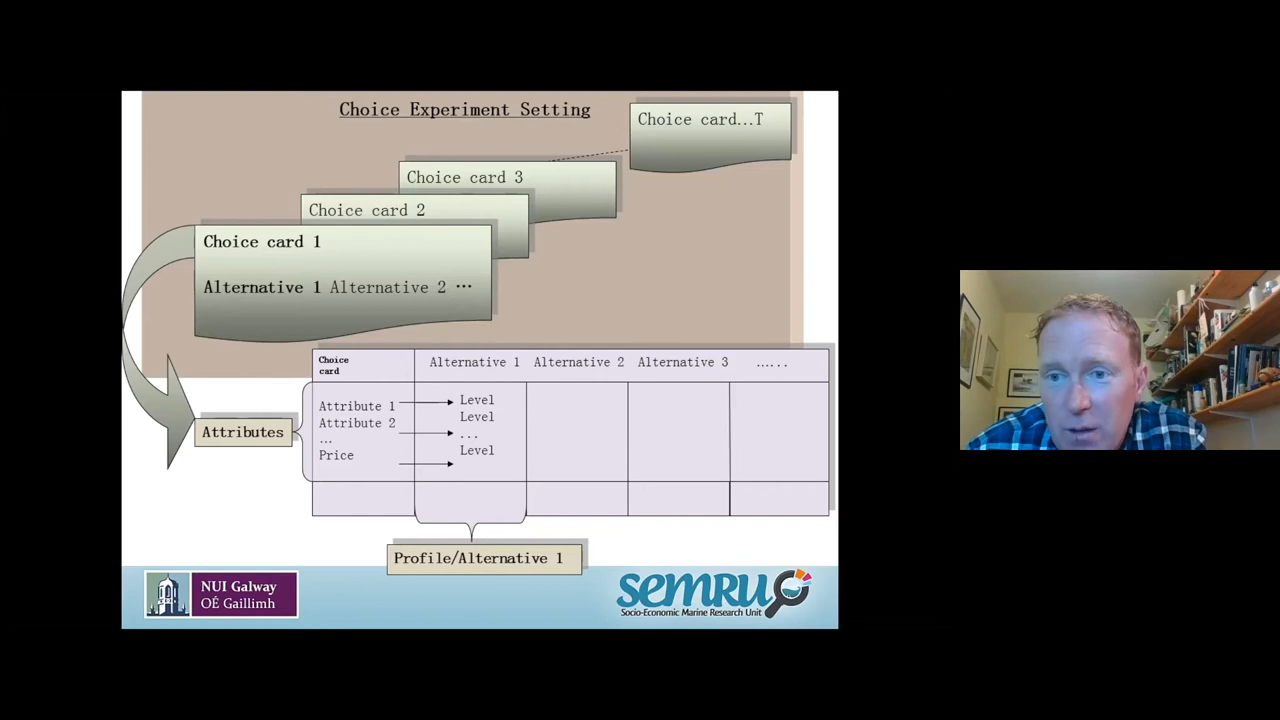 Choice Experiment Setting
Choice card...T
Choice card 3
Choice card 2
Choice card 1
Alternative 1 Alternative 2 ...
Choice card
Alternative 1 Alternative 2 Alternative 3 ......
Attributes
Attribute 1
Attribute 2
...
Price
Level
Level
...
Level
Profile/Alternative 1
NUI Galway
OÉ Gaillimh
SEMRU
Socio-Economic Marine Research Unit